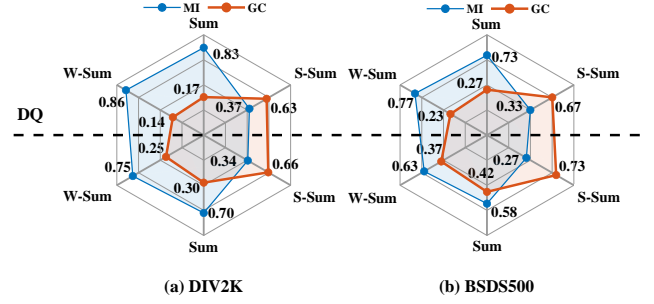 MI GC
MI GC
Sum
Sum
0.83
0.73
W-Sum
S-Sum
W-Sum
S-Sum
0.86
0.17
0.37
0.63
0.77
0.27
0.33
0.67
0.14
0.23
DQ
0.25
0.34
0.37
0.27
0.75
0.66
0.63
0.73
0.30
0.42
W-Sum
S-Sum
W-Sum
S-Sum
0.70
0.58
Sum
Sum
(a) DIV2K
(b) BSDS500